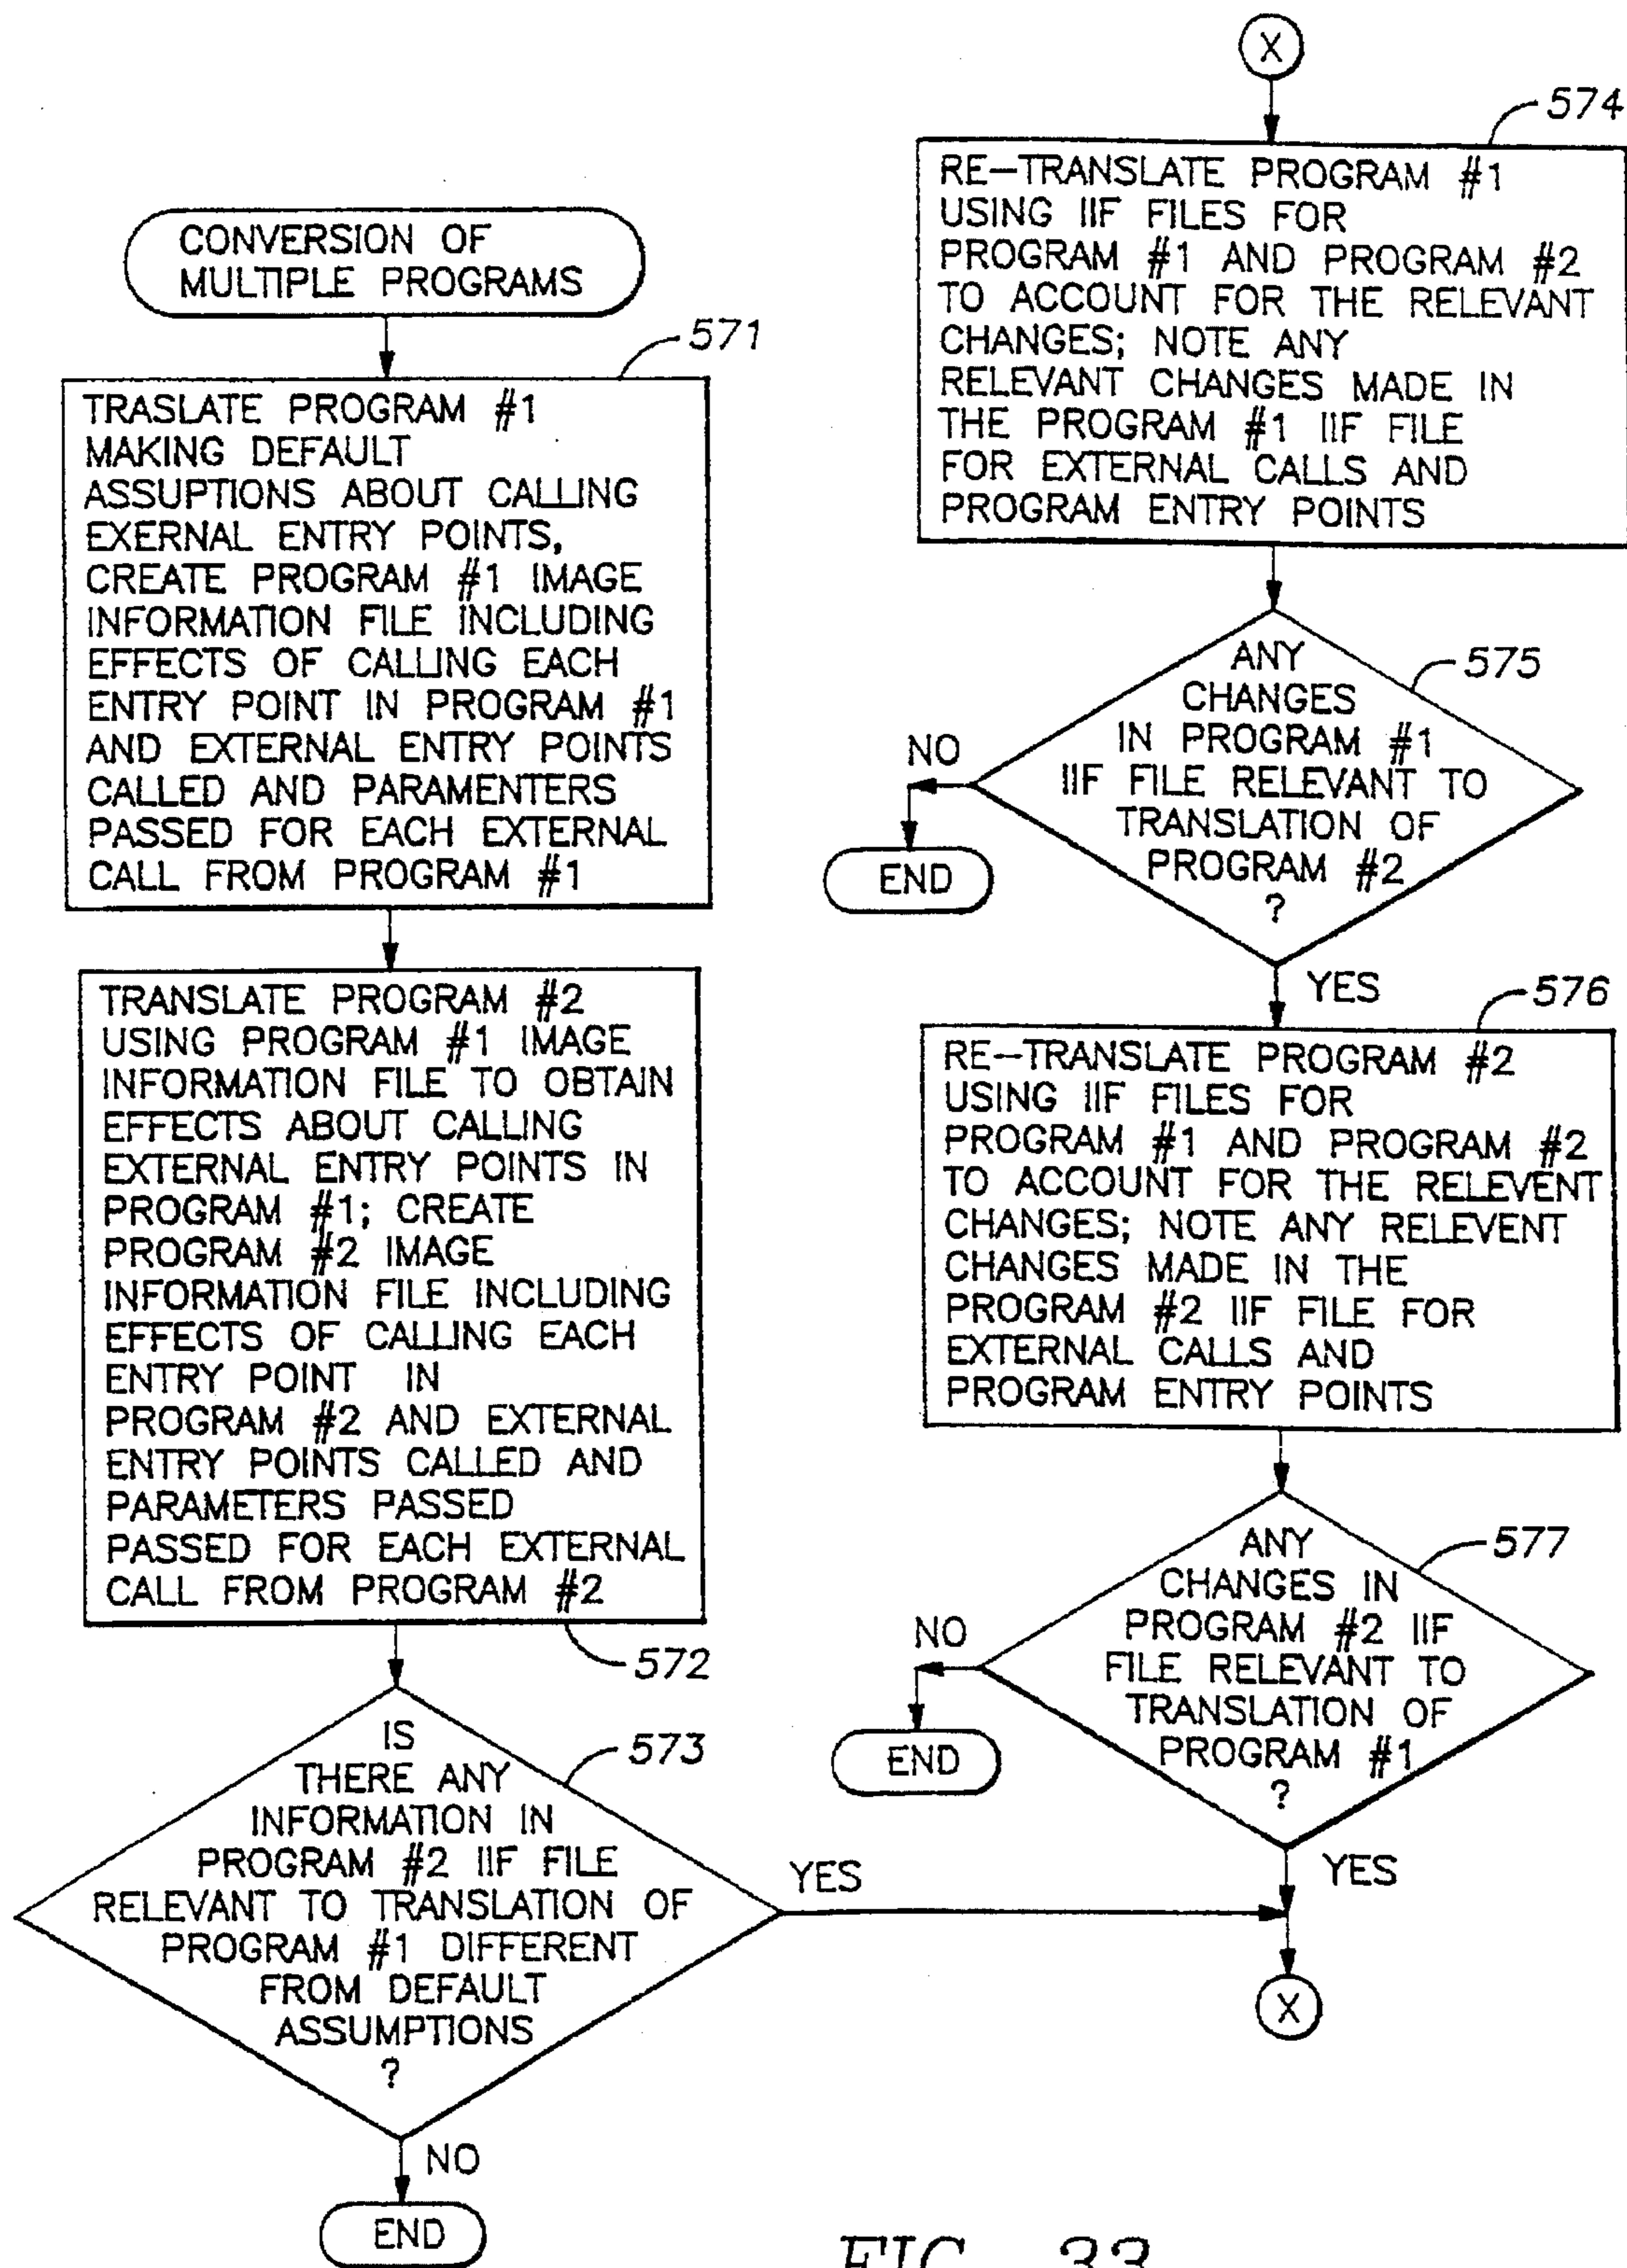 CONVERSION OF
MULTIPLE PROGRAMS
571
TRASLATE PROGRAM #1
MAKING DEFAULT
ASSUPTIONS ABOUT CALLING
EXERNAL ENTRY POINTS,
CREATE PROGRAM #1 IMAGE
INFORMATION FILE INCLUDING
EFFECTS OF CALLING EACH
ENTRY POINT IN PROGRAM #1
AND EXTERNAL ENTRY POINTS
CALLED AND PARAMENTERS
PASSED FOR EACH EXTERNAL
CALL FROM PROGRAM #1
TRANSLATE PROGRAM #2
USING PROGRAM #1 IMAGE
INFORMATION FILE TO OBTAIN
EFFECTS ABOUT CALLING
EXTERNAL ENTRY POINTS IN
PROGRAM #1; CREATE
PROGRAM #2 IMAGE
INFORMATION FILE INCLUDING
EFFECTS OF CALLING EACH
ENTRY POINT IN
PROGRAM #2 AND EXTERNAL
ENTRY POINTS CALLED AND
PARAMETERS PASSED
PASSED FOR EACH EXTERNAL
CALL FROM PROGRAM #2
572
573
IS
THERE ANY
INFORMATION IN
PROGRAM #2 IIF FILE
RELEVANT TO TRANSLATION OF
PROGRAM #1 DIFFERENT
FROM DEFAULT
ASSUMPTIONS
?
YES
NO
END
X
574
RE-TRANSLATE PROGRAM #1
USING IIF FILES FOR
PROGRAM #1 AND PROGRAM #2
TO ACCOUNT FOR THE RELEVANT
CHANGES; NOTE ANY
RELEVANT CHANGES MADE IN
THE PROGRAM #1 IIF FILE
FOR EXTERNAL CALLS AND
PROGRAM ENTRY POINTS
575
ANY
CHANGES
IN PROGRAM #1
IIF FILE RELEVANT TO
TRANSLATION OF
PROGRAM #2
?
NO
END
YES
576
RE-TRANSLATE PROGRAM #2
USING IIF FILES FOR
PROGRAM #1 AND PROGRAM #2
TO ACCOUNT FOR THE RELEVENT
CHANGES; NOTE ANY RELEVENT
CHANGES MADE IN THE
PROGRAM #2 IIF FILE FOR
EXTERNAL CALLS AND
PROGRAM ENTRY POINTS
577
ANY
CHANGES IN
PROGRAM #2 IIF
FILE RELEVANT TO
TRANSLATION OF
PROGRAM #1
?
NO
END
YES
X
FIG. 33